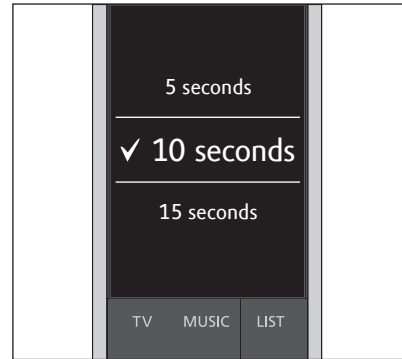 5 seconds
✓ 10 seconds
15 seconds
TV MUSIC LIST